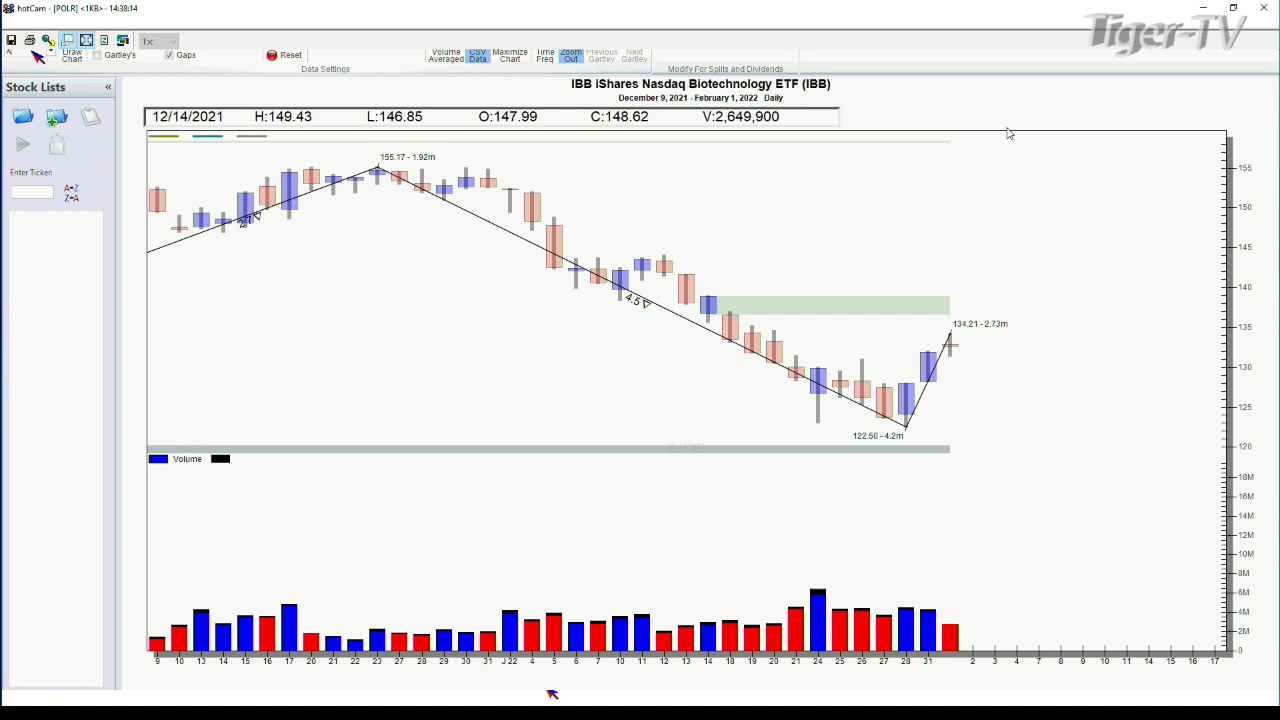 hotCam - [POLR] <1KB> - 14:38:14
Tiger-TV
1x
Draw Chart
Gartley's
Gaps
Reset
Volume Averaged
CSV Data
Maximize Chart
Time Freq
Zoom Out
Previous Gartley
Next Gartley
Data Settings
Modify For Splits and Dividends
Stock Lists
«
Enter Ticker:
A=Z
Z=A
IBB iShares Nasdaq Biotechnology ETF (IBB)
December 9, 2021 - February 1, 2022 Daily
12/14/2021 H:149.43 L:146.85 O:147.99 C:148.62 V:2,649,900
155.17 - 1.92m
4.5
134.21 - 2.73m
122.50 - 4.2m
155
150
145
140
135
130
125
120
Volume
18M
16M
14M
12M
10M
8M
6M
4M
2M
0
9 10 13 14 15 16 17 20 21 22 23 27 28 29 30 31 J 22 4 5 6 7 10 11 12 13 14 18 19 20 21 24 25 26 27 28 31 2 3 4 7 8 9 10 11 14 15 16 17